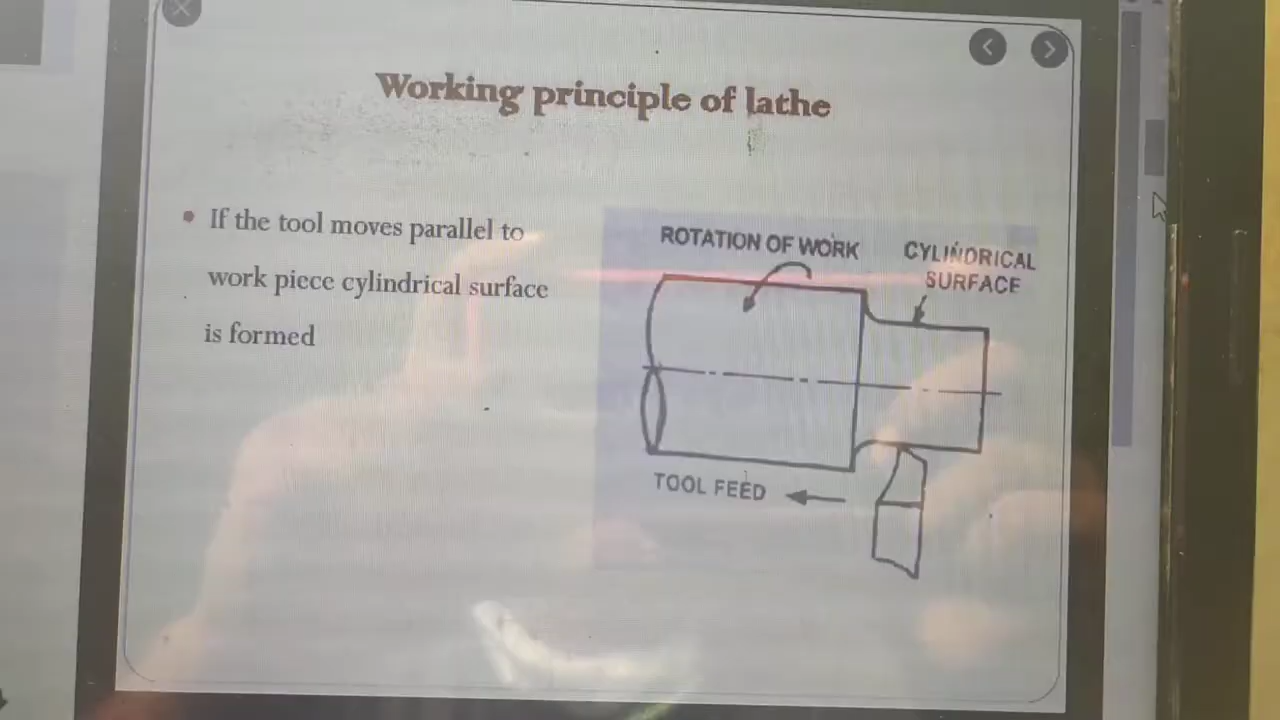 Working principle of lathe
• If the tool moves parallel to
work piece cylindrical surface
is formed
ROTATION OF WORK
CYLINDRICAL
SURFACE
TOOL FEED